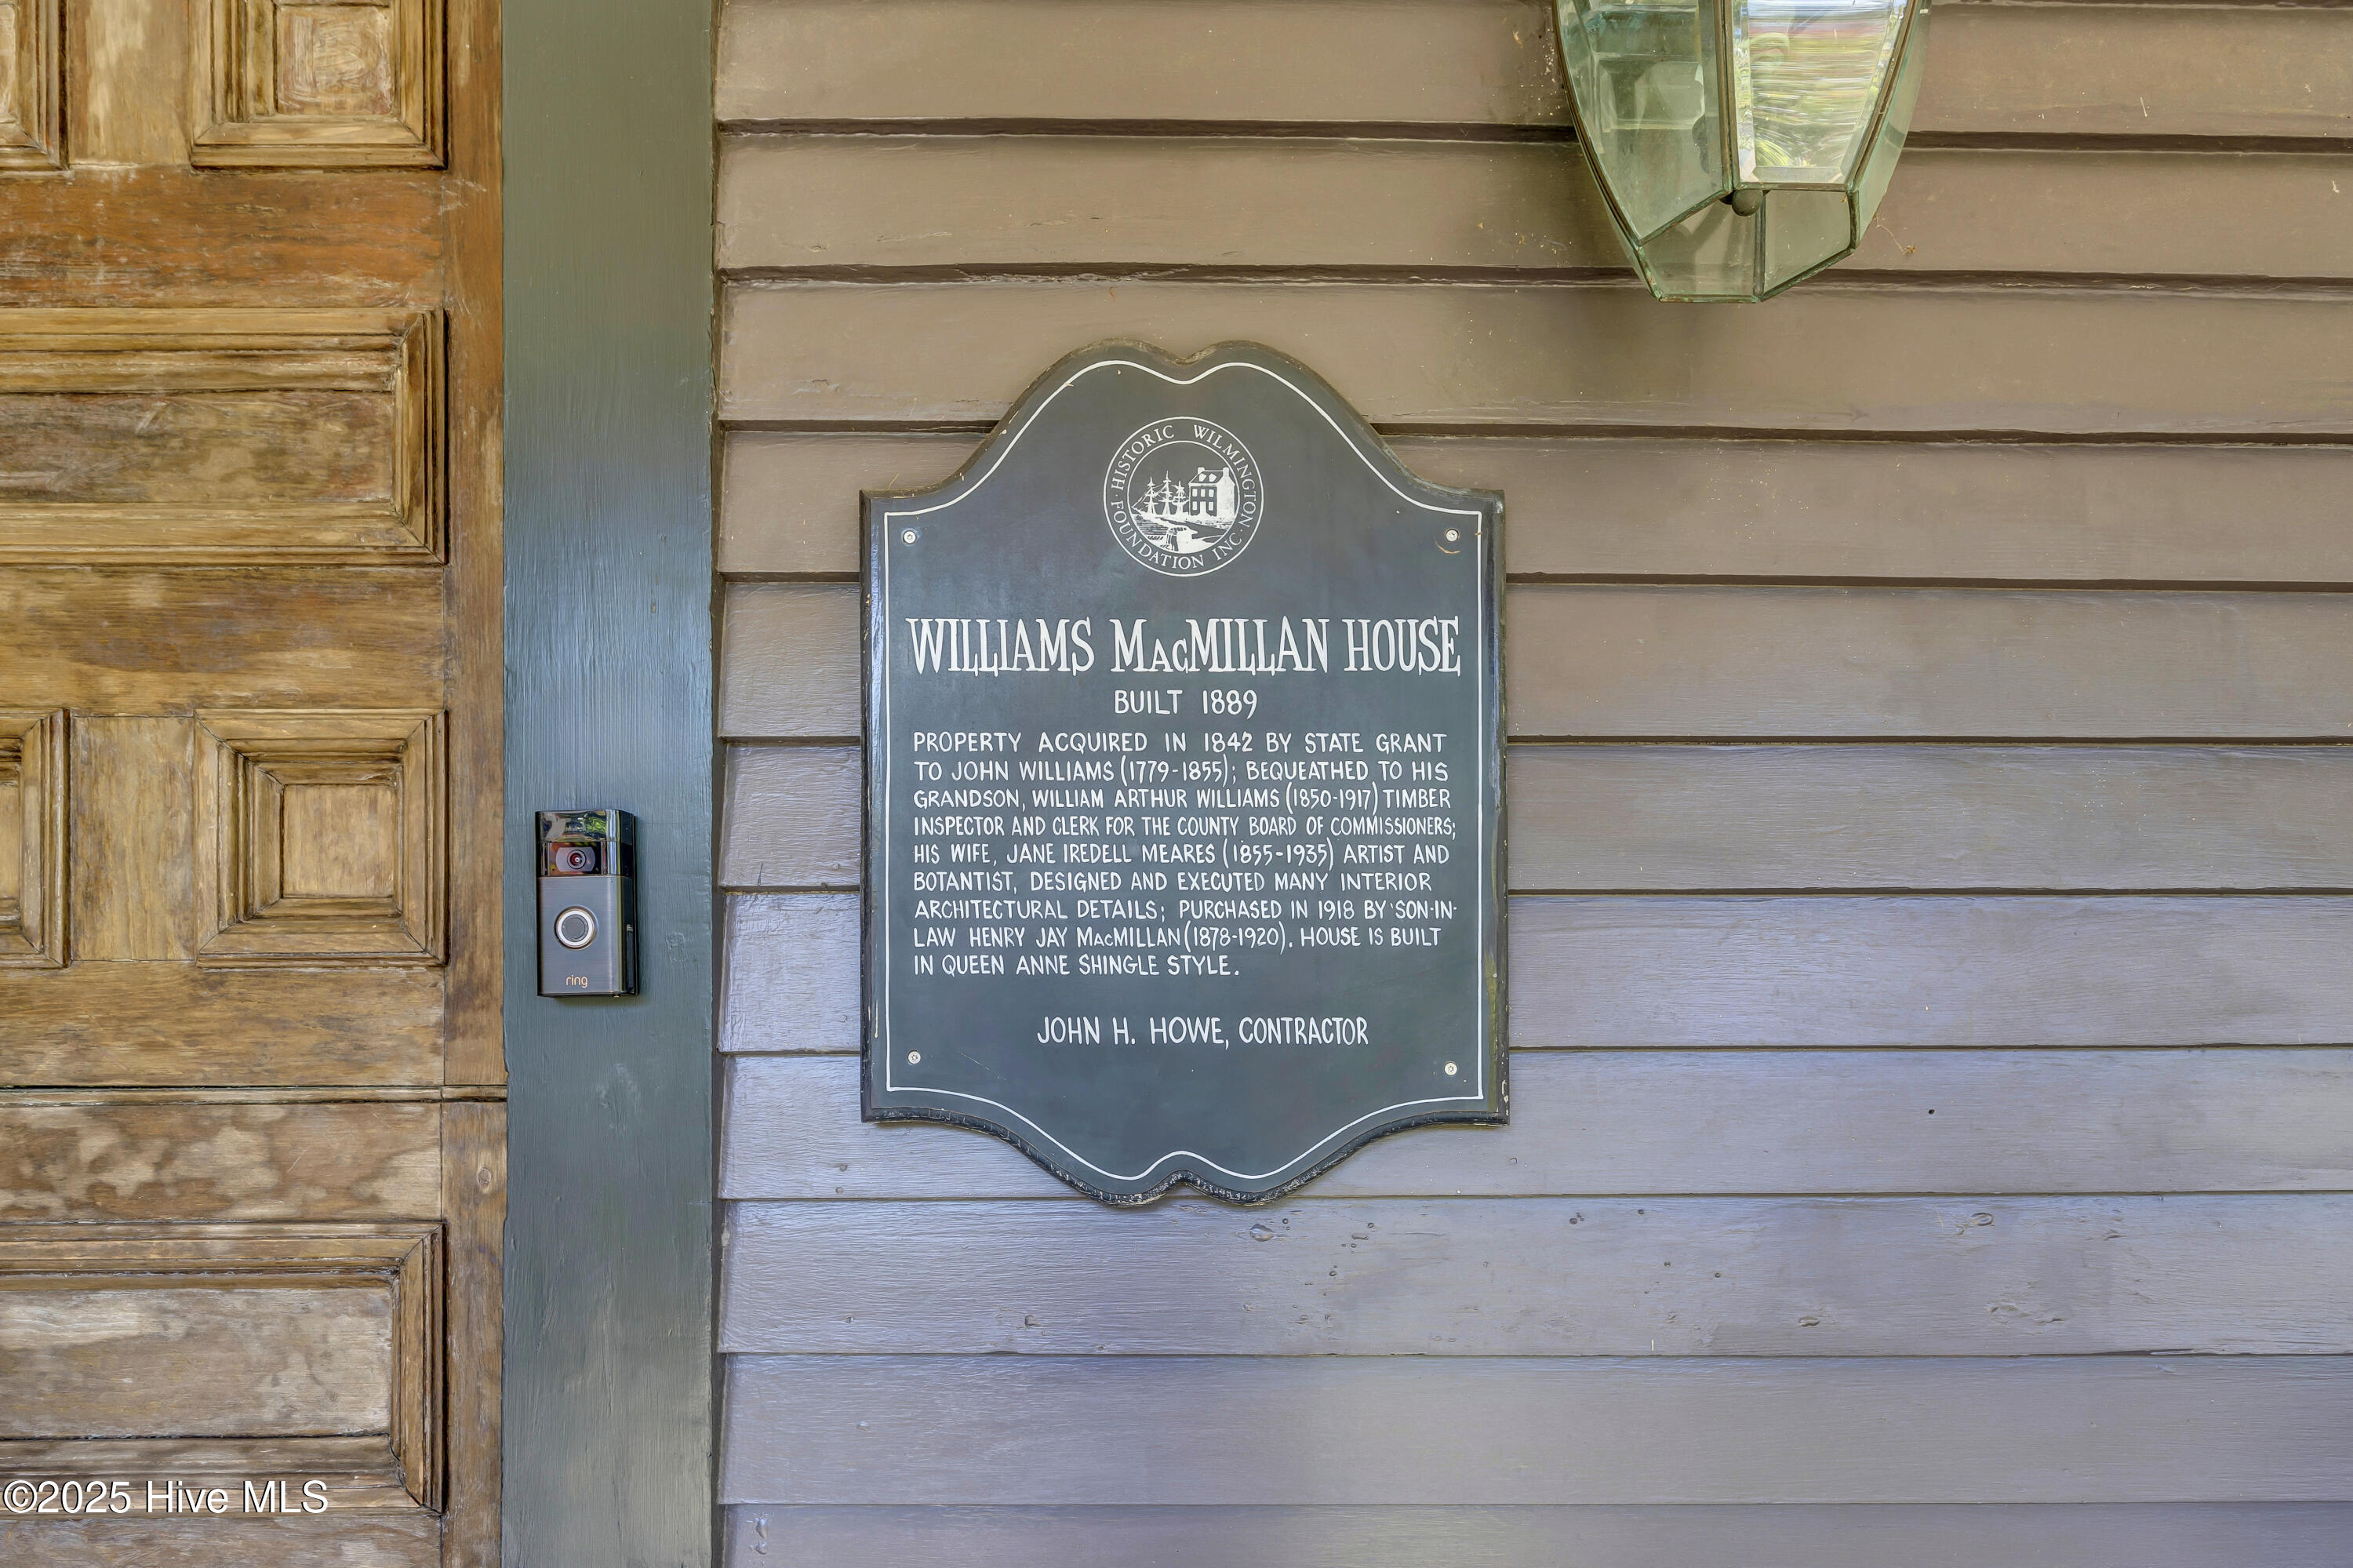 HISTORIC WILMINGTON
FOUNDATION INC
WILLIAMS MACMILLAN HOUSE
BUILT 1889
PROPERTY ACQUIRED IN 1842 BY STATE GRANT
TO JOHN WILLIAMS (1779-1855); BEQUEATHED TO HIS
GRANDSON, WILLIAM ARTHUR WILLIAMS (1850-1917) TIMBER
INSPECTOR AND CLERK FOR THE COUNTY BOARD OF COMMISSIONERS;
HIS WIFE, JANE IREDELL MEARES (1855-1935) ARTIST AND
BOTANTIST, DESIGNED AND EXECUTED MANY INTERIOR
ARCHITECTURAL DETAILS; PURCHASED IN 1918 BY SON-IN-
LAW HENRY JAY MACMILLAN (1878-1920). HOUSE IS BUILT
IN QUEEN ANNE SHINGLE STYLE.
JOHN H. HOWE, CONTRACTOR
ring
©2025 Hive MLS